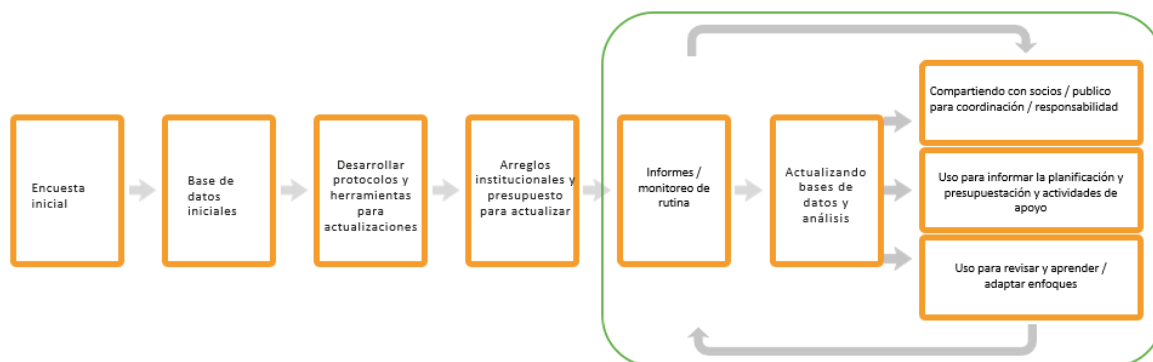 Encuesta
inicial
Base de
datos
iniciales
Desarrollar
protocolos y
herramientas
para
actualizaciones
Arreglos
institucionales y
presupuesto
para actualizar
Informes /
monitoreo de
rutina
Actualizando
bases de
datos y
análisis
Compartiendo con socios / publico
para coordinación / responsabilidad
Uso para informar la planificación y
presupuestación y actividades de
apoyo
Uso para revisar y aprender /
adaptar enfoques